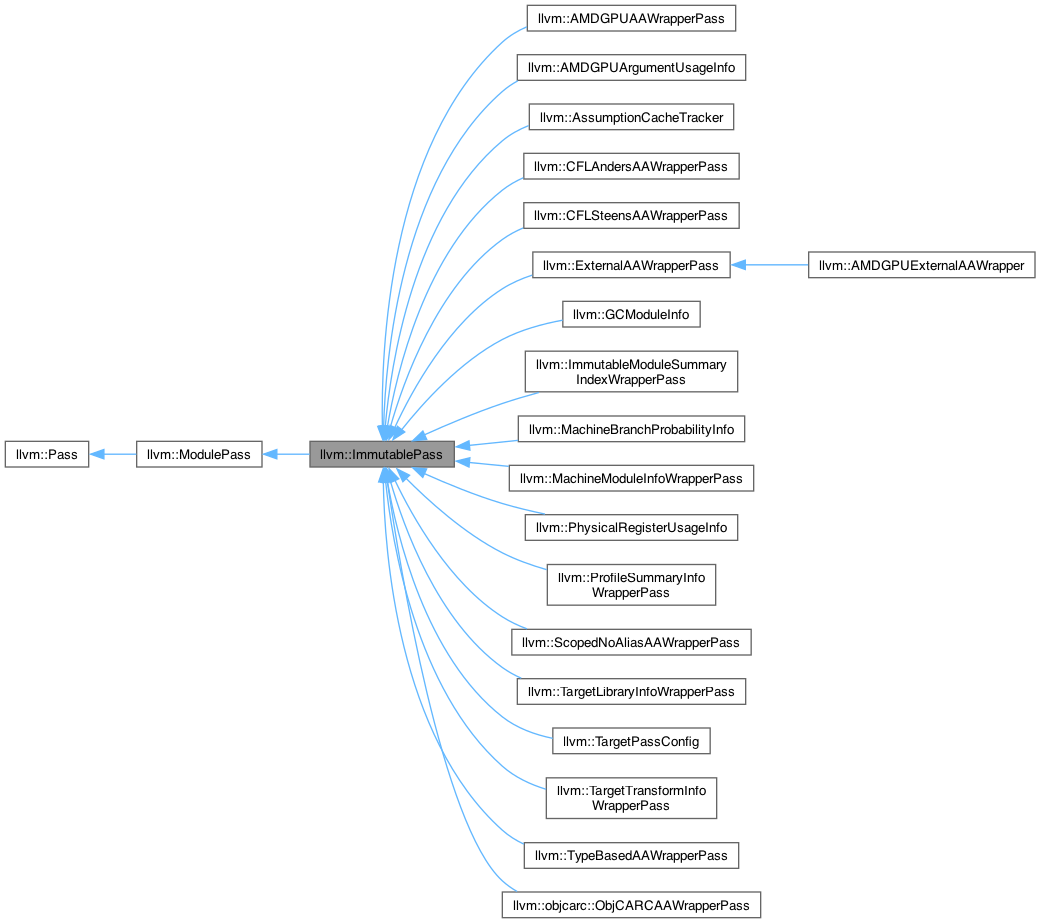 llvm::AMDGPUAAWrapperPass
llvm::AMDGPUArgumentUsageInfo
llvm::AssumptionCacheTracker
llvm::CFLAndersAAWrapperPass
llvm::CFLSteensAAWrapperPass
llvm::ExternalAAWrapperPass
llvm::AMDGPUExternalAAWrapper
llvm::GCModuleInfo
llvm::ImmutableModuleSummary
IndexWrapperPass
llvm::MachineBranchProbabilityInfo
llvm::Pass
llvm::ModulePass
llvm::ImmutablePass
llvm::MachineModuleInfoWrapperPass
llvm::PhysicalRegisterUsageInfo
llvm::ProfileSummaryInfo
WrapperPass
llvm::ScopedNoAliasAAWrapperPass
llvm::TargetLibraryInfoWrapperPass
llvm::TargetPassConfig
llvm::TargetTransformInfo
WrapperPass
llvm::TypeBasedAAWrapperPass
llvm::objcarc::ObjCARCAAWrapperPass